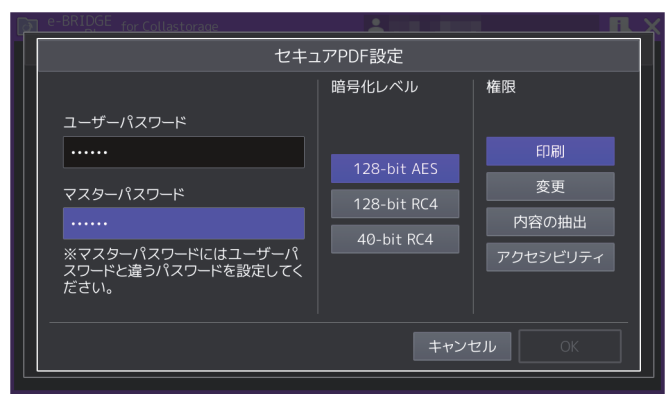 e-BRIDGE for Collastorage
セキュアPDF設定
ユーザーパスワード
••••••
マスターパスワード
••••••
※マスターパスワードにはユーザーパ
スワードと違うパスワードを設定してく
ださい。
暗号化レベル
128-bit AES
128-bit RC4
40-bit RC4
権限
印刷
変更
内容の抽出
アクセシビリティ
キャンセル
OK